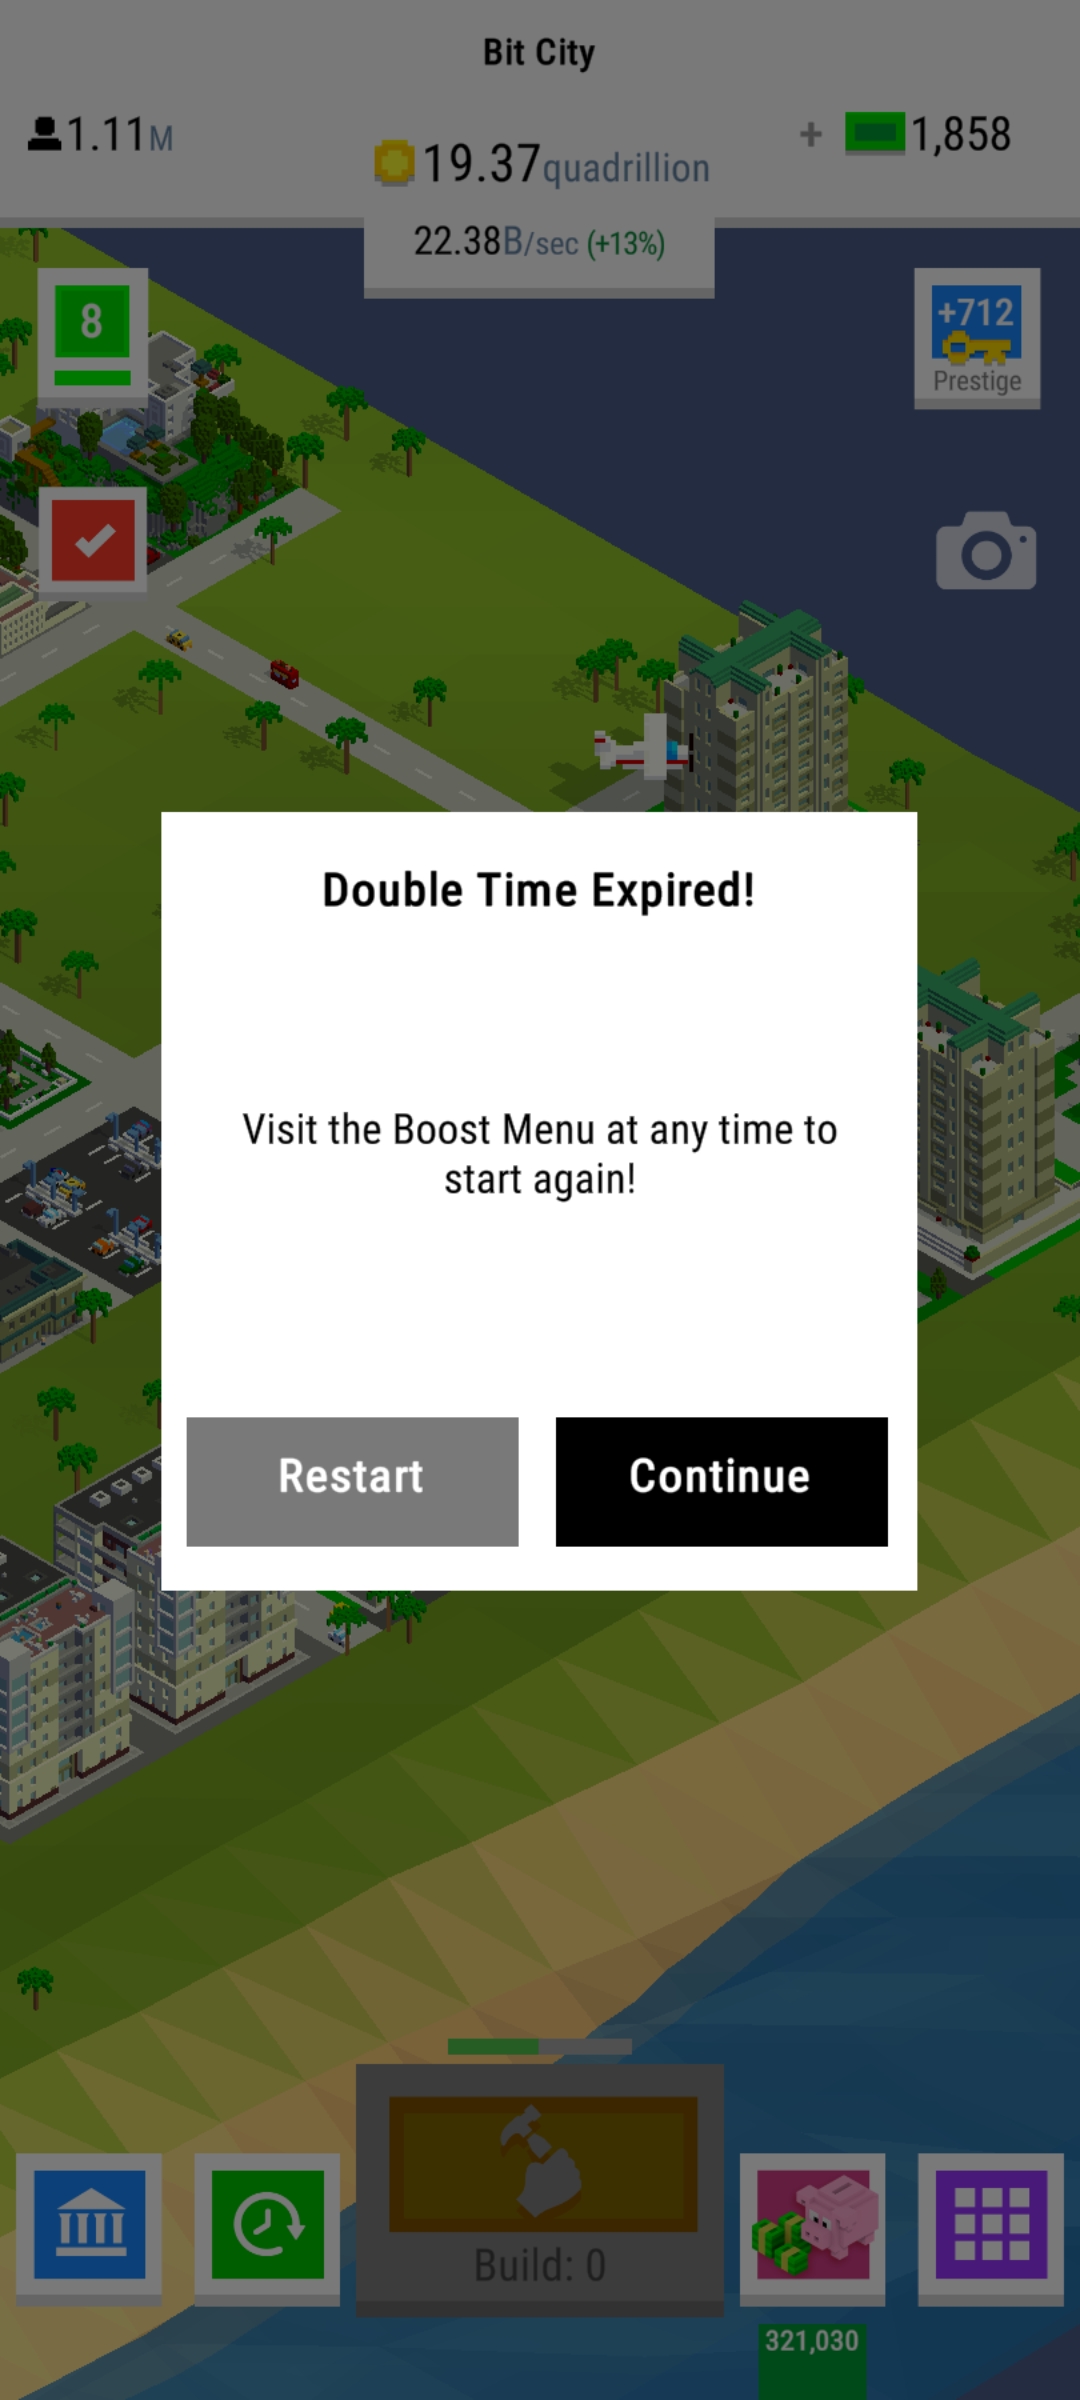 Bit City
1.11M
19.37quadrillion
+ 1,858
22.38B/sec (+13%)
8
+712
Prestige
Double Time Expired!
Visit the Boost Menu at any time to
start again!
Restart
Continue
Build: 0
321,030